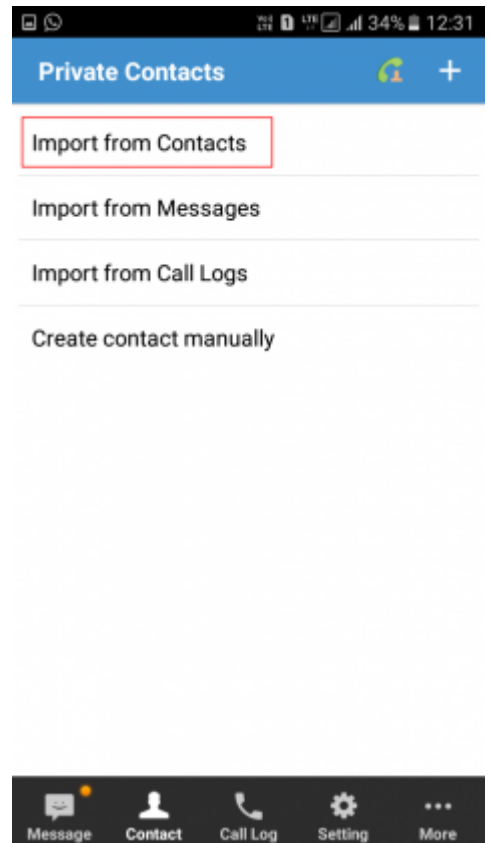 34% 12:31
Private Contacts
Import from Contacts
Import from Messages
Import from Call Logs
Create contact manually
Message Contact Call Log Setting More